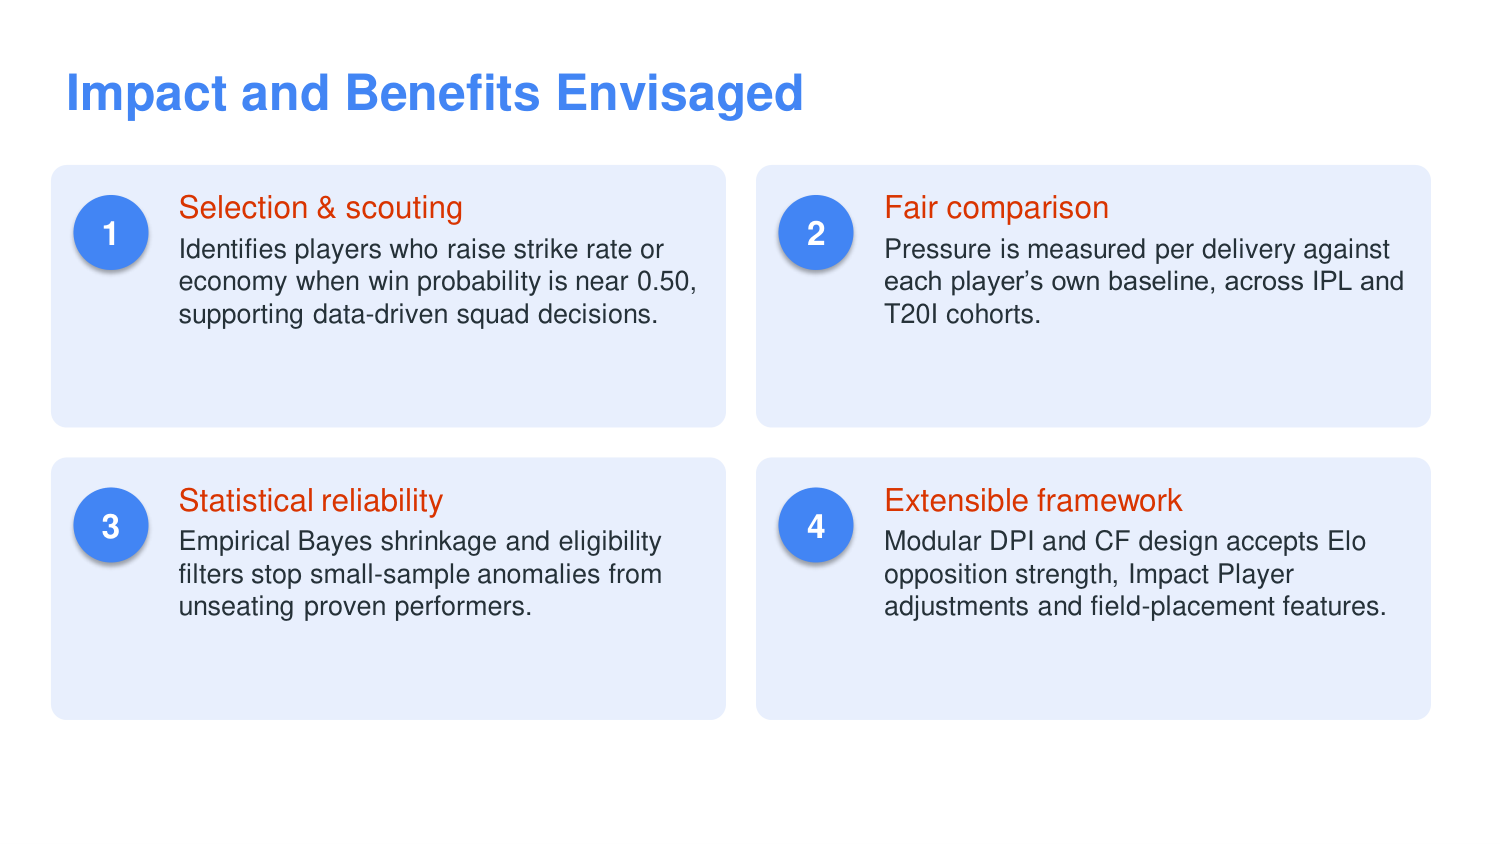 Impact and Benefits Envisaged
1
Selection & scouting
Identifies players who raise strike rate or
economy when win probability is near 0.50,
supporting data-driven squad decisions.
2
Fair comparison
Pressure is measured per delivery against
each player’s own baseline, across IPL and
T20I cohorts.
3
Statistical reliability
Empirical Bayes shrinkage and eligibility
filters stop small-sample anomalies from
unseating proven performers.
4
Extensible framework
Modular DPI and CF design accepts Elo
opposition strength, Impact Player
adjustments and field-placement features.